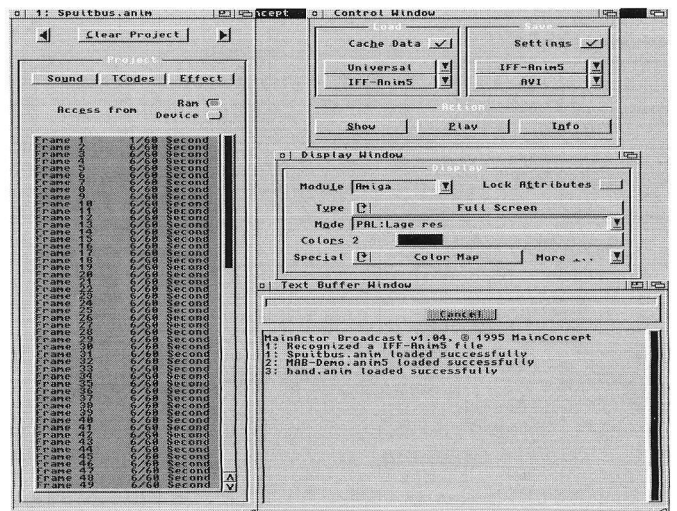 1: Spuitbus.anim
Clear Project
Project
Sound
TCodes
Effect
Access from
Ram
Device
Frame 1 1/60 Second
Frame 2 6/60 Second
Frame 3 6/60 Second
Frame 4 6/60 Second
Frame 5 6/60 Second
Frame 6 6/60 Second
Frame 7 6/60 Second
Frame 8 6/60 Second
Frame 9 6/60 Second
Frame 10 6/60 Second
Frame 11 6/60 Second
Frame 12 6/60 Second
Frame 13 6/60 Second
Frame 14 6/60 Second
Frame 15 6/60 Second
Frame 16 6/60 Second
Frame 17 6/60 Second
Frame 18 6/60 Second
Frame 19 6/60 Second
Frame 20 6/60 Second
Frame 21 6/60 Second
Frame 22 6/60 Second
Frame 23 6/60 Second
Frame 24 6/60 Second
Frame 25 6/60 Second
Frame 26 6/60 Second
Frame 27 6/60 Second
Frame 28 6/60 Second
Frame 29 6/60 Second
Frame 30 6/60 Second
Frame 31 6/60 Second
Frame 32 6/60 Second
Frame 33 6/60 Second
Frame 34 6/60 Second
Frame 35 6/60 Second
Frame 36 6/60 Second
Frame 37 6/60 Second
Frame 38 6/60 Second
Frame 39 6/60 Second
Frame 40 6/60 Second
Frame 41 6/60 Second
Frame 42 6/60 Second
Frame 43 6/60 Second
Frame 44 6/60 Second
Frame 45 6/60 Second
Frame 46 6/60 Second
Frame 47 6/60 Second
Frame 48 6/60 Second
Frame 49 6/60 Second
ncept
Control Window
Load
Save
Cache Data
Settings
Universal
IFF-Anim5
IFF-Anim5
AVI
Action
Show
Play
Info
Display Window
Display
Module Amiga
Lock Attributes
Type Full Screen
Mode PAL:Lage res
Colors 2
Special Color Map
More ...
Text Buffer Window
Cancel
MainActor Broadcast v1.04, © 1995 MainConcept
1: Recognized a IFF-Anim5 file
1: Spuitbus.anim loaded successfully
2: MAB-Demo.anim5 loaded successfully
3: hand.anim loaded successfully